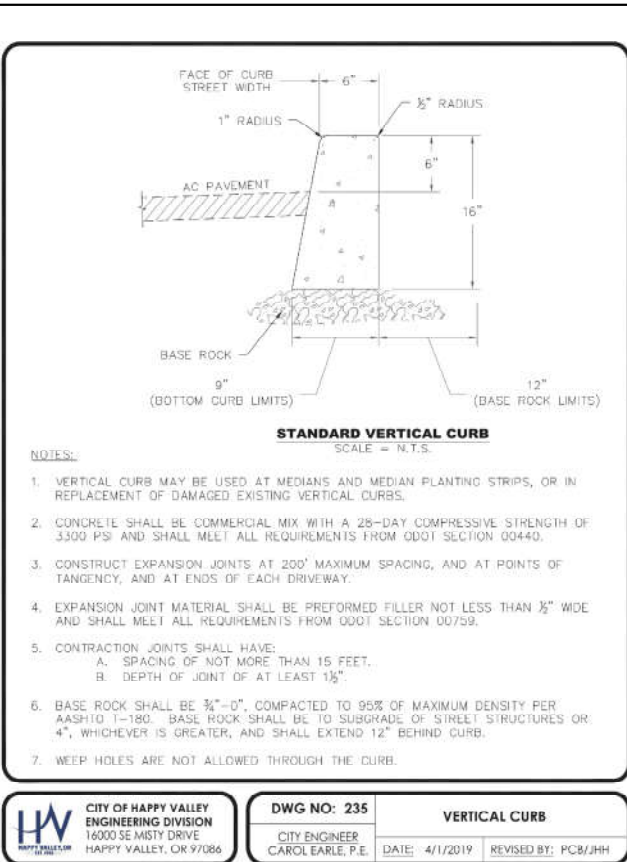 FACE OF CURB
STREET WIDTH
6"
½" RADIUS
1" RADIUS
6"
AC PAVEMENT
16"
BASE ROCK
9"
(BOTTOM CURB LIMITS)
12"
(BASE ROCK LIMITS)
STANDARD VERTICAL CURB
SCALE = N.T.S.
NOTES:
1. VERTICAL CURB MAY BE USED AT MEDIANS AND MEDIAN PLANTING STRIPS, OR IN
REPLACEMENT OF DAMAGED EXISTING VERTICAL CURBS.
2. CONCRETE SHALL BE COMMERCIAL MIX WITH A 28-DAY COMPRESSIVE STRENGTH OF
3300 PSI AND SHALL MEET ALL REQUIREMENTS FROM ODOT SECTION 00440.
3. CONSTRUCT EXPANSION JOINTS AT 200' MAXIMUM SPACING, AND AT POINTS OF
TANGENCY, AND AT ENDS OF EACH DRIVEWAY.
4. EXPANSION JOINT MATERIAL SHALL BE PREFORMED FILLER NOT LESS THAN ½" WIDE
AND SHALL MEET ALL REQUIREMENTS FROM ODOT SECTION 00759.
5. CONTRACTION JOINTS SHALL HAVE:
A. SPACING OF NOT MORE THAN 15 FEET.
B. DEPTH OF JOINT OF AT LEAST 1½".
6. BASE ROCK SHALL BE ¾"-0", COMPACTED TO 95% OF MAXIMUM DENSITY PER
AASHTO T-180. BASE ROCK SHALL BE TO SUBGRADE OF STREET STRUCTURES OR
4", WHICHEVER IS GREATER, AND SHALL EXTEND 12" BEHIND CURB.
7. WEEP HOLES ARE NOT ALLOWED THROUGH THE CURB.
HV
HAPPY VALLEY, OR
CITY OF HAPPY VALLEY
ENGINEERING DIVISION
16000 SE MISTY DRIVE
HAPPY VALLEY, OR 97086
DWG NO: 235
CITY ENGINEER
CAROL EARLE, P.E.
VERTICAL CURB
DATE: 4/1/2019
REVISED BY: PCB/JHH